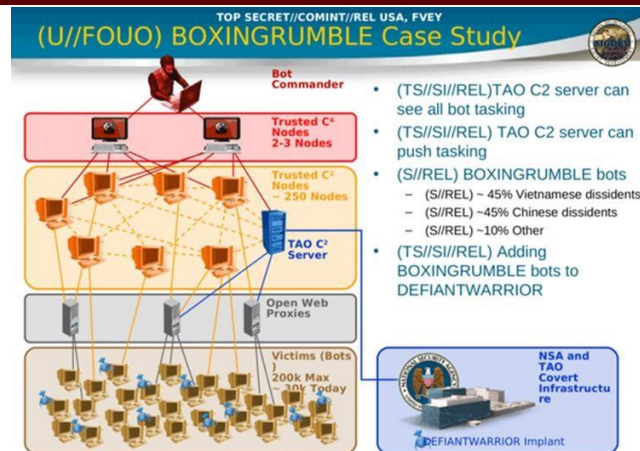 TOP SECRET//COMINT//REL USA, FVEY
(U//FOUO) BOXINGRUMBLE Case Study
Bot
Commander
Trusted C⁴
Nodes
2-3 Nodes
Trusted C²
Nodes
~ 250 Nodes
TAO C²
Server
Open Web
Proxies
Victims (Bots
)
200k Max
~ 30k Today
• (TS//SI//REL)TAO C2 server can
see all bot tasking
• (TS//SI//REL) TAO C2 server can
push tasking
• (S//REL) BOXINGRUMBLE bots
– (S//REL) ~ 45% Vietnamese dissidents
– (S//REL) ~45% Chinese dissidents
– (S//REL) ~10% Other
• (TS//SI//REL) Adding
BOXINGRUMBLE bots to
DEFIANTWARRIOR
NSA and
TAO
Covert
Infrastructu
re
DEFIANTWARRIOR Implant